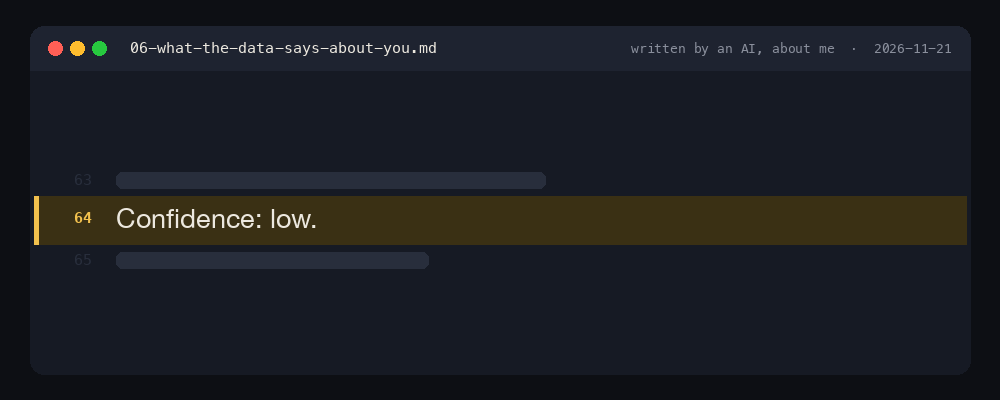 06-what-the-data-says-about-you.md
written by an AI, about me · 2026-11-21
63
64 Confidence: low.
65